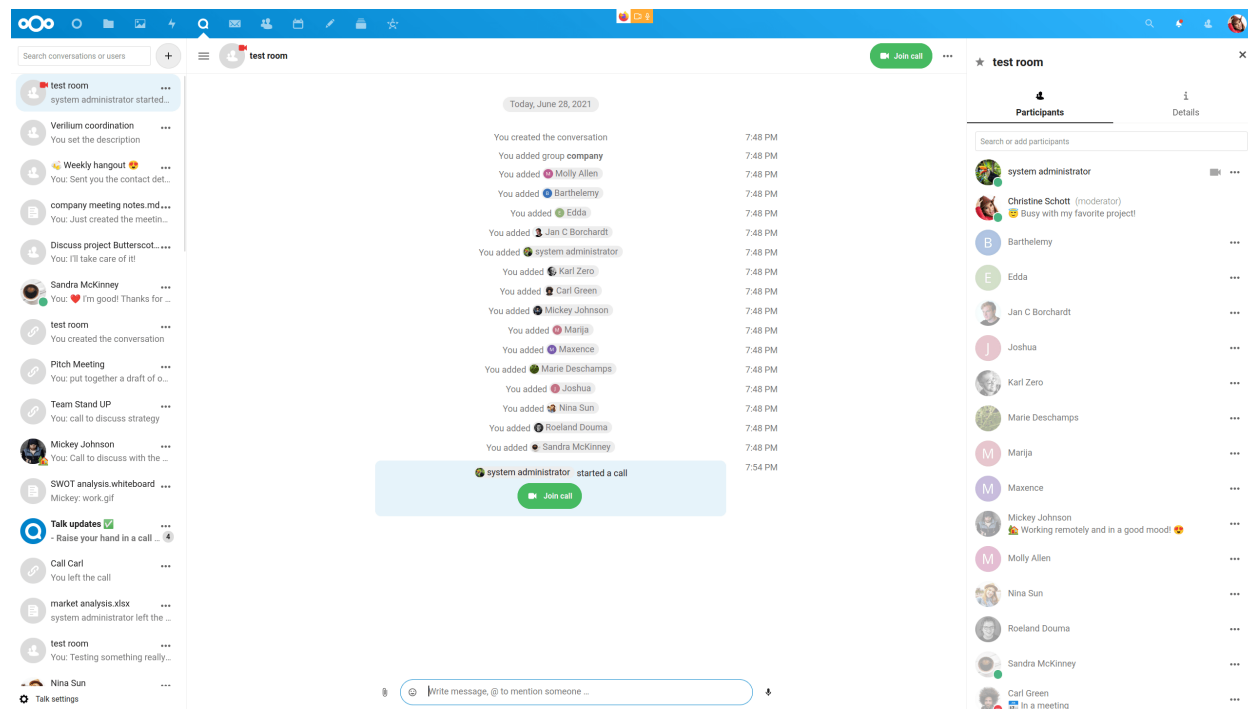 Search conversations or users
+
test room
system administrator started...
Verilium coordination
You set the description
👋 Weekly hangout 😍
You: Sent you the contact det...
company meeting notes.md...
You: Just created the meetin...
Discuss project Butterscot...
You: I'll take care of it!
Sandra McKinney
You: ❤️ I'm good! Thanks for ...
test room
You created the conversation
Pitch Meeting
You: put together a draft of o...
Team Stand UP
You: call to discuss strategy
Mickey Johnson
You: Call to discuss with the ...
SWOT analysis.whiteboard
Mickey: work.gif
Talk updates ✅
- Raise your hand in a call ... 4
Call Carl
You left the call
market analysis.xlsx
system administrator left the ...
test room
You: Testing something really...
Nina Sun
Talk settings
test room
Join call
Today, June 28, 2021
You created the conversation 7:48 PM
You added group company 7:48 PM
You added M Molly Allen 7:48 PM
You added B Barthelemy 7:48 PM
You added E Edda 7:48 PM
You added Jan C Borchardt 7:48 PM
You added system administrator 7:48 PM
You added Karl Zero 7:48 PM
You added Carl Green 7:48 PM
You added Mickey Johnson 7:48 PM
You added M Marija 7:48 PM
You added M Maxence 7:48 PM
You added Marie Deschamps 7:48 PM
You added J Joshua 7:48 PM
You added Nina Sun 7:48 PM
You added Roeland Douma 7:48 PM
You added Sandra McKinney 7:48 PM
system administrator started a call 7:54 PM
Join call
Write message, @ to mention someone ...
test room
Participants
Details
Search or add participants
system administrator
Christine Schott (moderator)
😇 Busy with my favorite project!
B Barthelemy
E Edda
Jan C Borchardt
J Joshua
Karl Zero
Marie Deschamps
M Marija
M Maxence
Mickey Johnson
🏡 Working remotely and in a good mood! 😍
M Molly Allen
Nina Sun
Roeland Douma
Sandra McKinney
Carl Green
📅 In a meeting